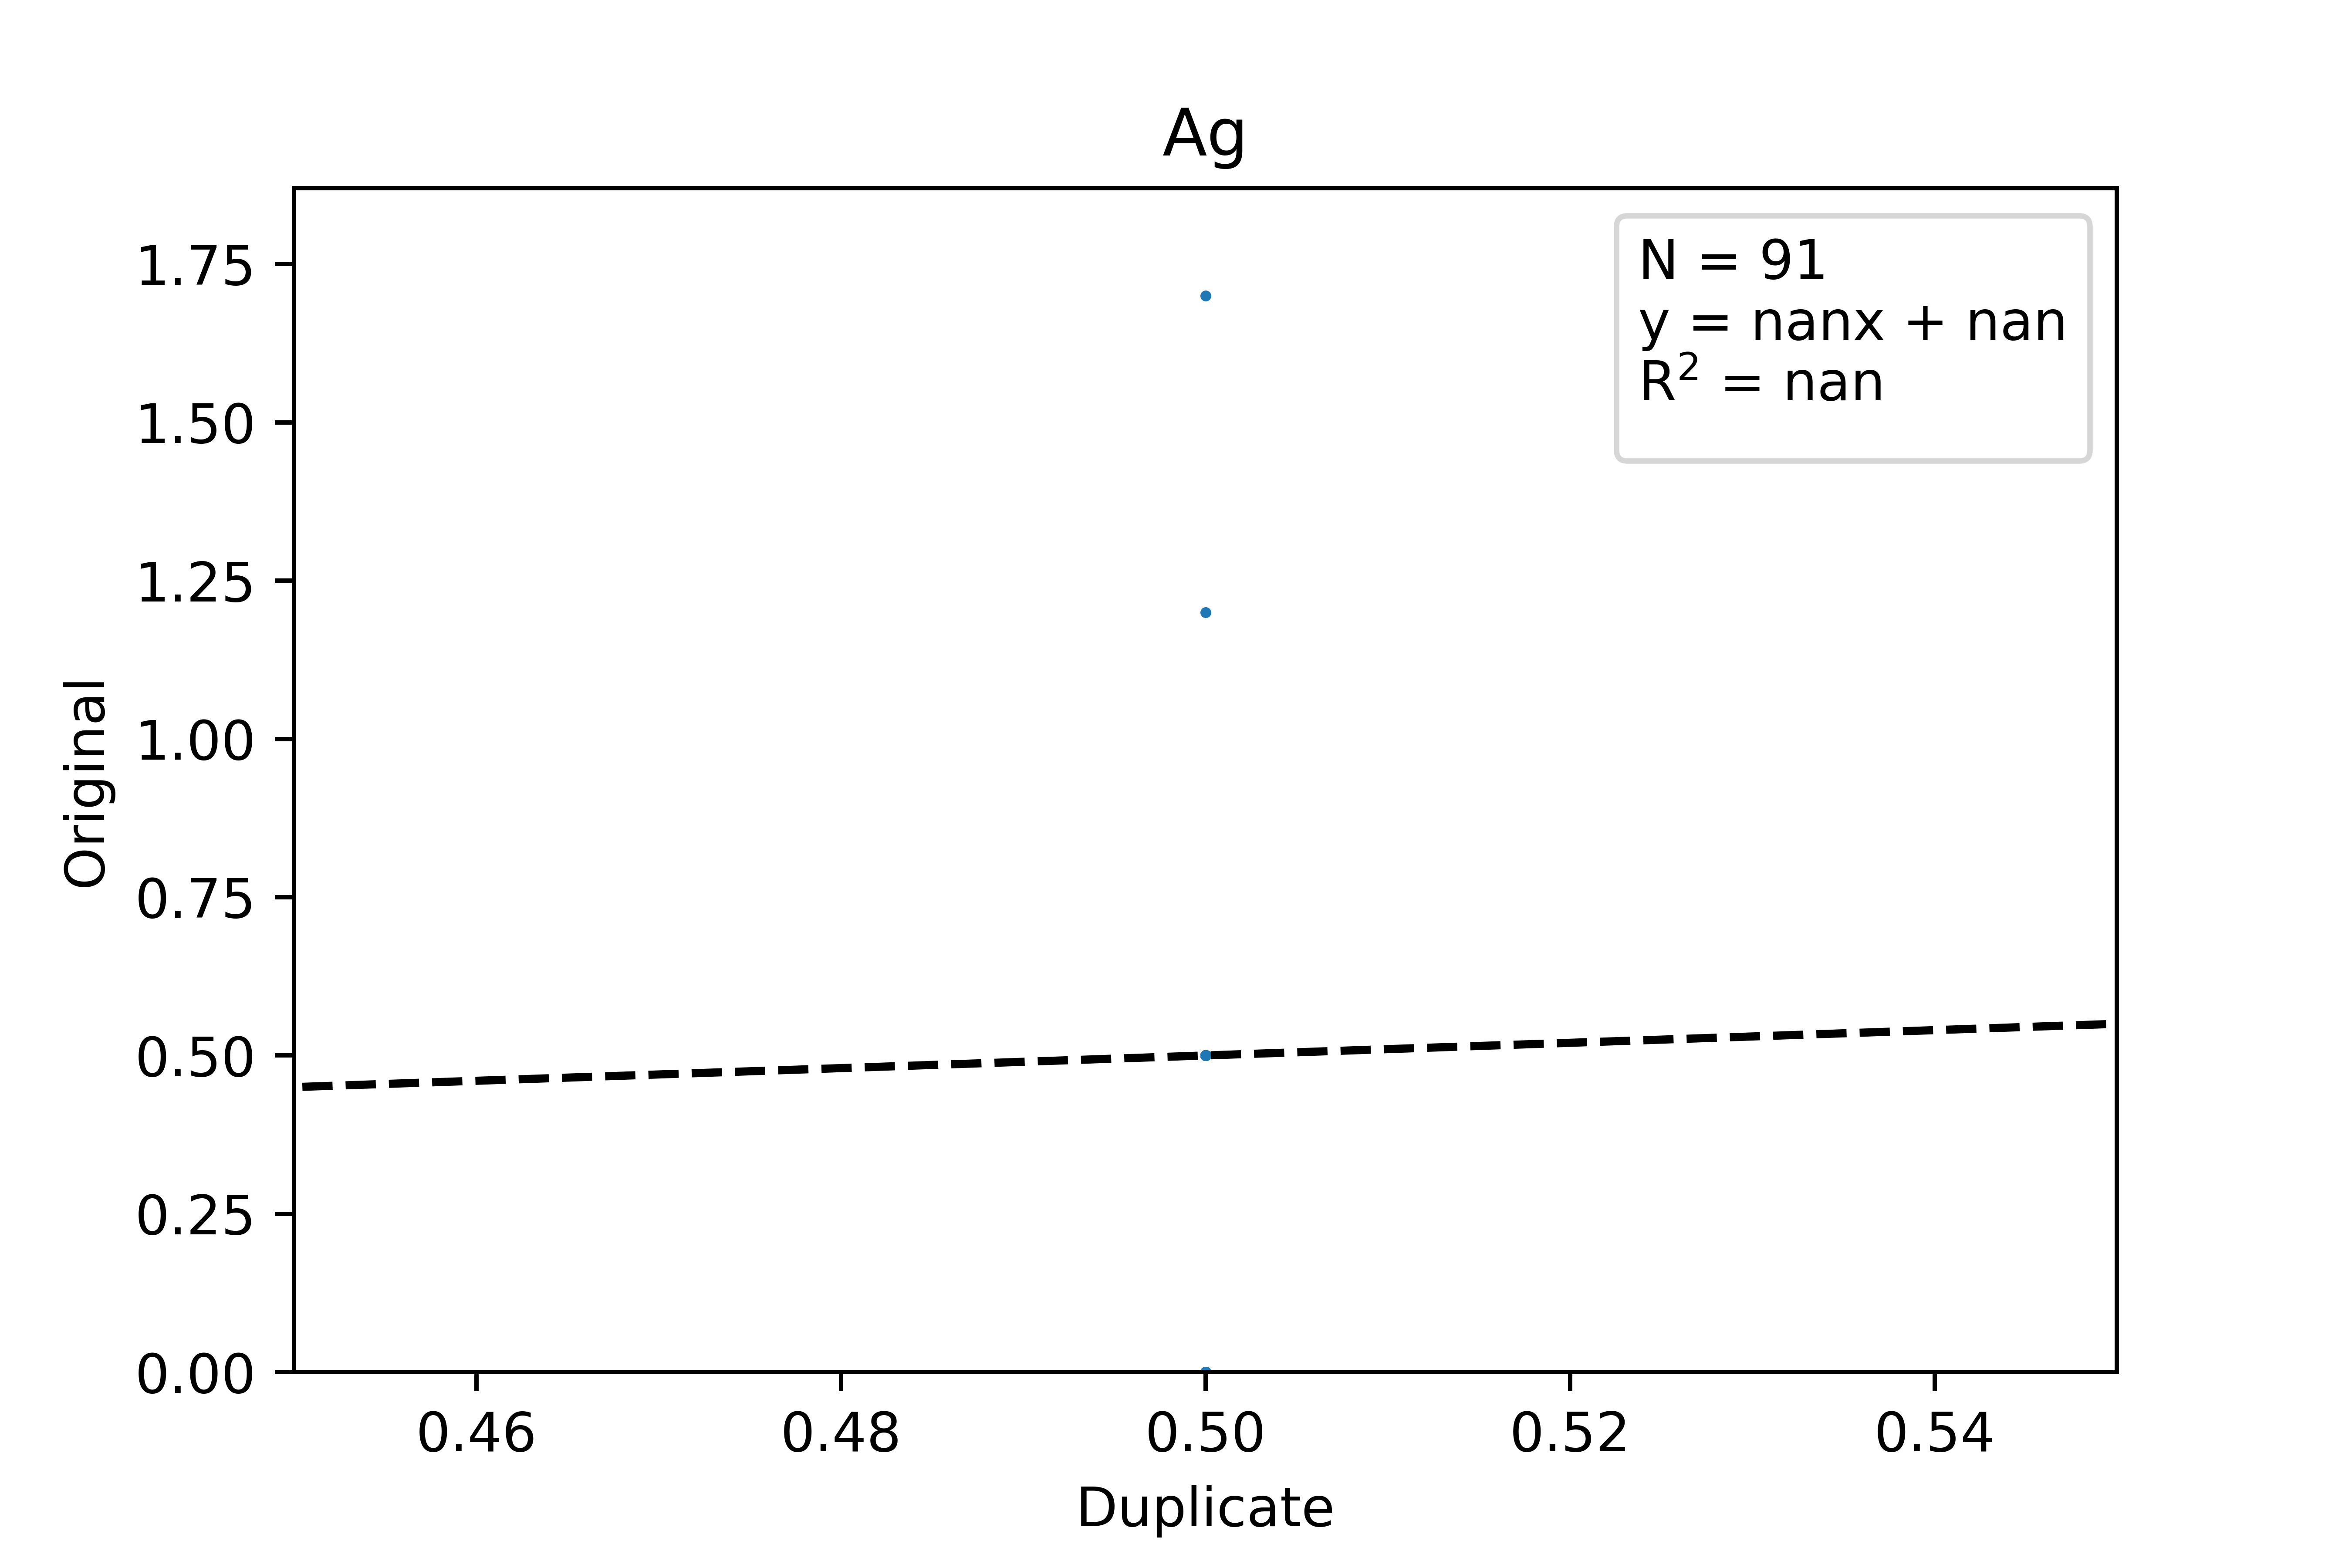 Ag
N = 91
y = nanx + nan
R² = nan
Original
1.75
1.50
1.25
1.00
0.75
0.50
0.25
0.00
0.46 0.48 0.50 0.52 0.54
Duplicate